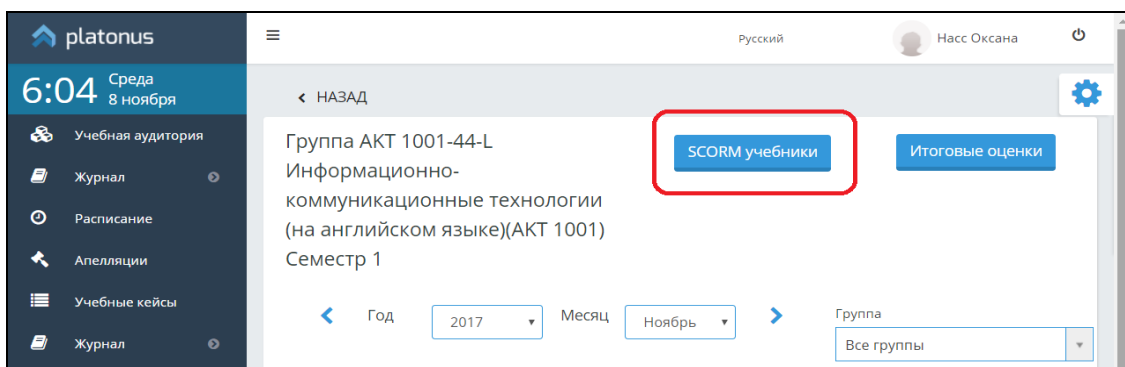 platonus
Русский
Насс Оксана
6:04
Среда
8 ноября
НАЗАД
Учебная аудитория
Журнал
Расписание
Апелляции
Учебные кейсы
Журнал
Группа АКТ 1001-44-L
Информационно-
коммуникационные технологии
(на английском языке)(АКТ 1001)
Семестр 1
SCORM учебники
Итоговые оценки
Год
2017
Месяц
Ноябрь
Группа
Все группы